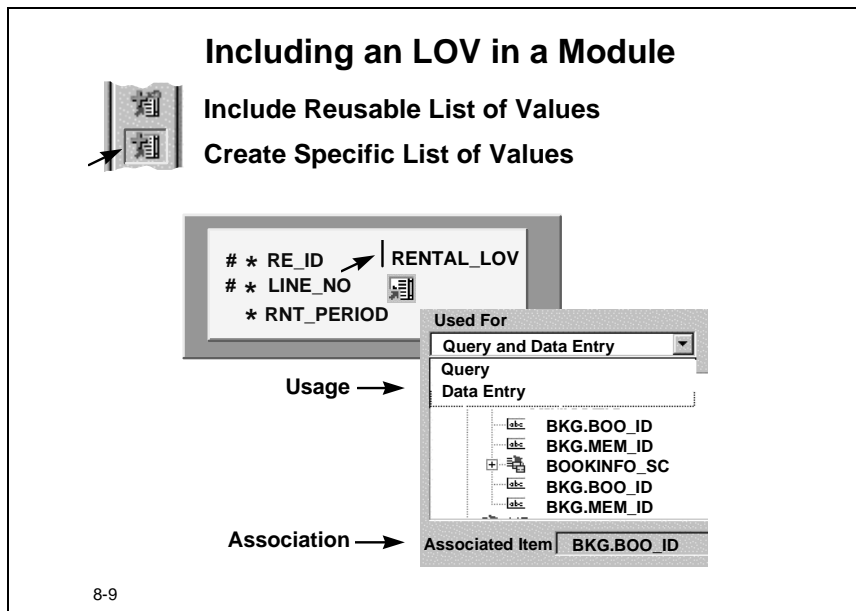 Including an LOV in a Module
Include Reusable List of Values
Create Specific List of Values
# * RE_ID
RENTAL_LOV
# * LINE_NO
* RNT_PERIOD
Used For
Query and Data Entry
Query
Usage
Data Entry
BKG.BOO_ID
BKG.MEM_ID
BOOKINFO_SC
BKG.BOO_ID
BKG.MEM_ID
Association
Associated Item BKG.BOO_ID
8-9